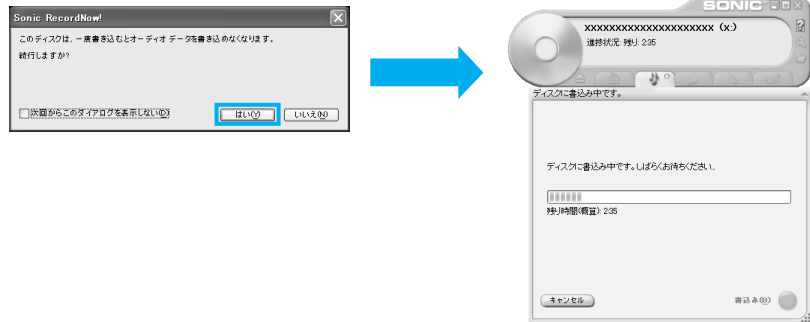 Sonic RecordNow!
このディスクは、一度書き込むとオーディオ データを書き込めなくなります。
続行しますか?
次回からこのダイアログを表示しない(D)
はい(Y)
いいえ(N)
SONIC
XXXXXXXXXXXXXXXXXXXXX (X:)
進捗状況: 残り: 2:35
ディスクに書込み中です。
ディスクに書込み中です。しばらくお待ちください.
残り時間(概算): 2:35
キャンセル
書込み(U)